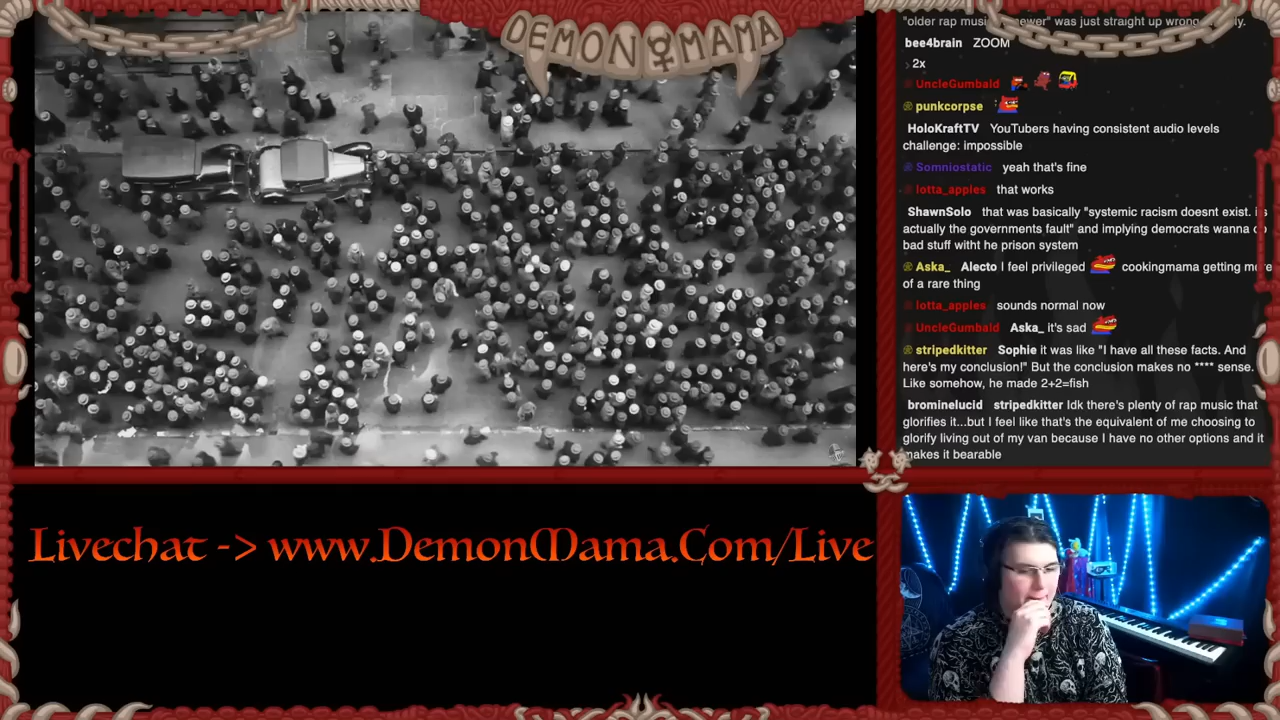 DEMON MAMA
"older rap music
was just straight up wrong
bee4brain ZOOM
2x
UncleGumbald
punkcorpse :
HoloKraftTV YouTubers having consistent audio levels
challenge: impossible
Somniostatic yeah that's fine
lotta_apples that works
ShawnSolo that was basically "systemic racism doesnt exist. its
actually the governments fault" and implying democrats wanna do
bad stuff witht he prison system
Aska_ Alecto I feel privileged cookingmama getting more
of a rare thing
lotta_apples sounds normal now
UncleGumbald Aska_ it's sad
stripedkitter Sophie it was like "I have all these facts. And
here's my conclusion!" But the conclusion makes no **** sense.
Like somehow, he made 2+2=fish
brominelucid stripedkitter Idk there's plenty of rap music that
glorifies it...but I feel like that's the equivalent of me choosing to
glorify living out of my van because I have no other options and it
makes it bearable
Livechat -> www.DemonMama.Com/Live